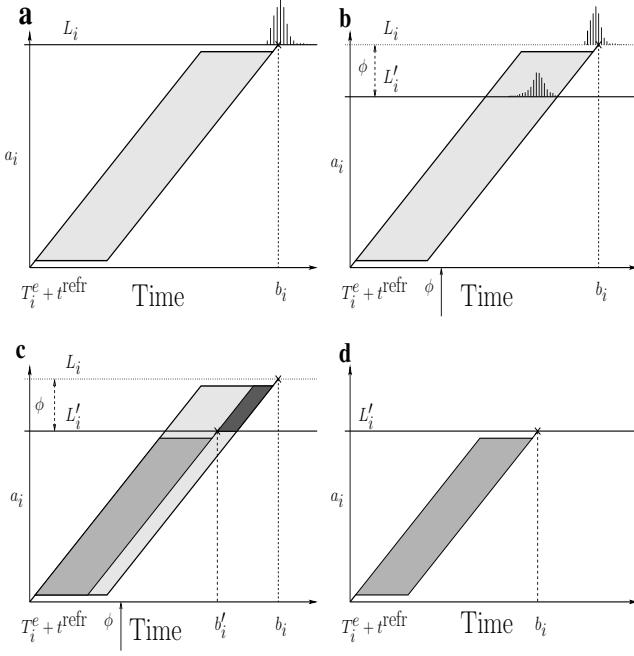 a
L_i
a_i
T_i^e + t^refr
Time
b_i
b
L_i
ϕ
L'_i
a_i
T_i^e + t^refr
ϕ
Time
b_i
c
L_i
ϕ
L'_i
a_i
T_i^e + t^refr
ϕ
Time
b'_i
b_i
d
L'_i
a_i
T_i^e + t^refr
Time
b_i